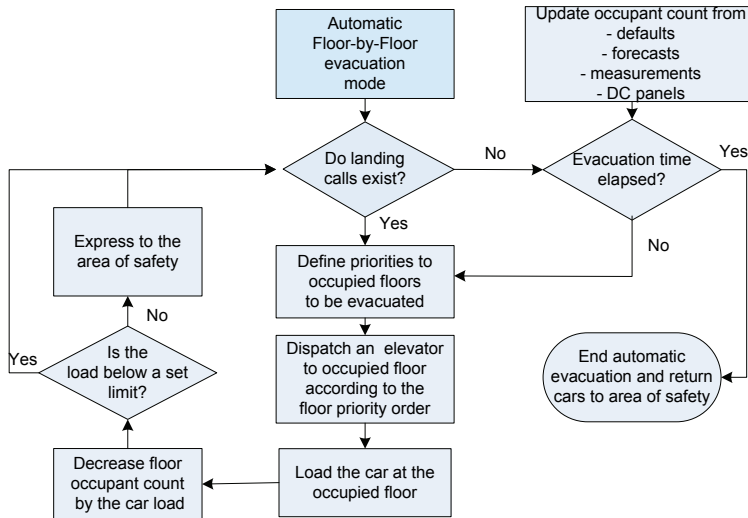 Automatic
Floor-by-Floor
evacuation
mode
Update occupant count from
- defaults
- forecasts
- measurements
- DC panels
Do landing
calls exist?
No
Evacuation time
elapsed?
Yes
Yes
No
Express to the
area of safety
Define priorities to
occupied floors
to be evacuated
No
Yes
Is the
load below a set
limit?
Dispatch an elevator
to occupied floor
according to the
floor priority order
End automatic
evacuation and return
cars to area of safety
Decrease floor
occupant count
by the car load
Load the car at the
occupied floor